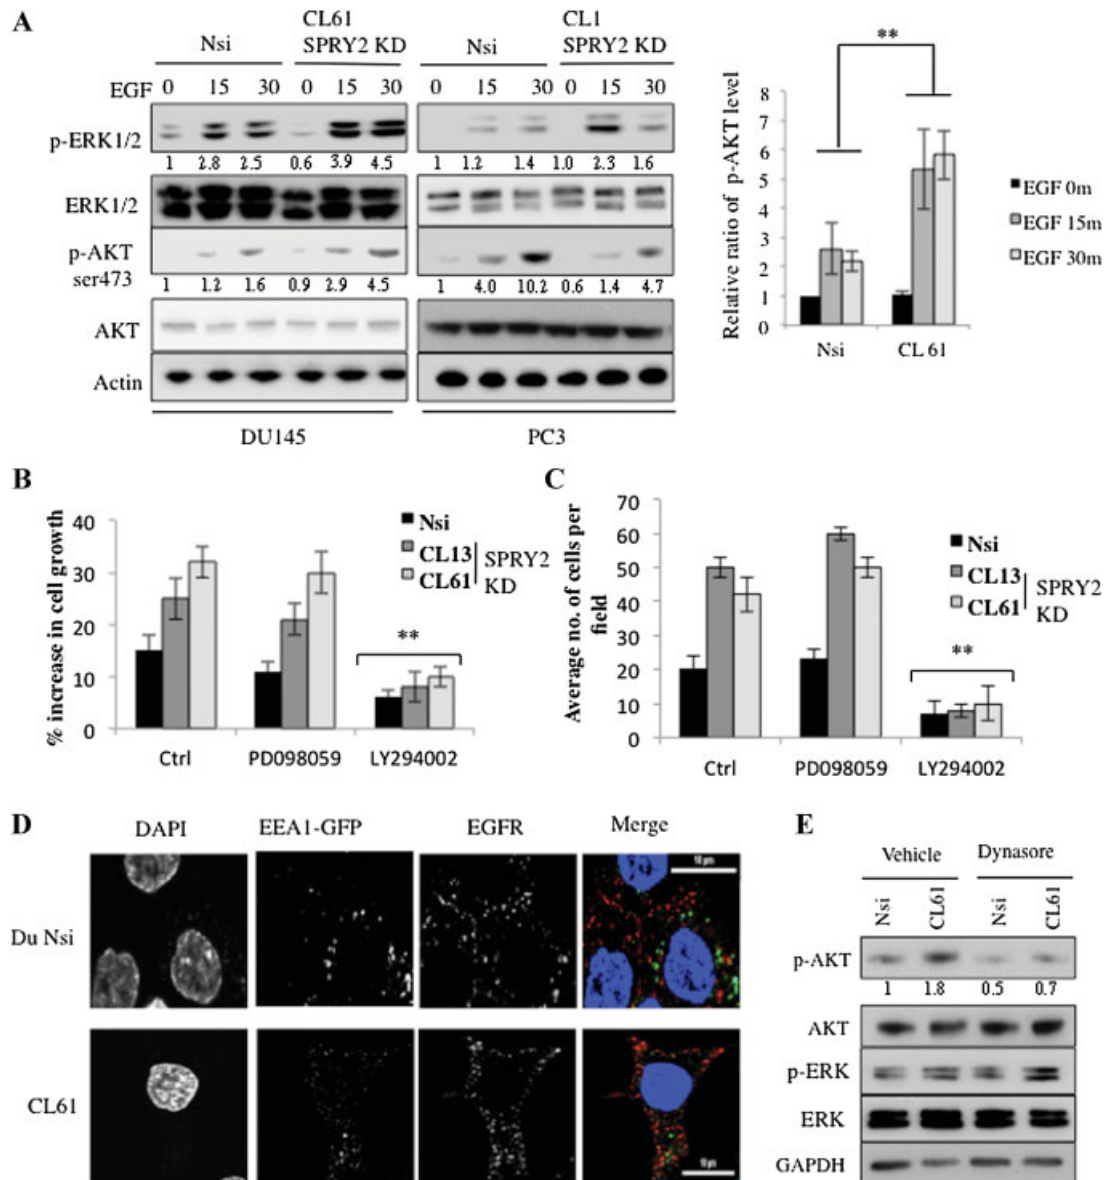 A
CL61
CL1
Nsi
SPRY2 KD
Nsi
SPRY2 KD
EGF 0 15 30 0 15 30 0 15 30 0 15 30
p-ERK1/2
1 2.8 2.5 0.6 3.9 4.5 1 1.2 1.4 1.0 2.3 1.6
ERK1/2
p-AKT
ser473
1 1.2 1.6 0.9 2.9 4.5 1 4.0 10.2 0.6 1.4 4.7
AKT
Actin
DU145
PC3
Relative ratio of p-AKT level
8
7
6
5
4
3
2
1
0
**
Nsi
CL 61
EGF 0m
EGF 15m
EGF 30m
B
% increase in cell growth
40
30
20
10
0
Nsi
CL13
CL61
SPRY2
KD
**
Ctrl
PD098059
LY294002
C
Average no. of cells per
field
70
60
50
40
30
20
10
0
Nsi
CL13
CL61
SPRY2
KD
**
Ctrl
PD098059
LY294002
D
DAPI
EEA1-GFP
EGFR
Merge
Du Nsi
10 µm
CL61
10 µm
E
Vehicle
Dynasore
Nsi
CL61
Nsi
CL61
p-AKT
1 1.8 0.5 0.7
AKT
p-ERK
ERK
GAPDH